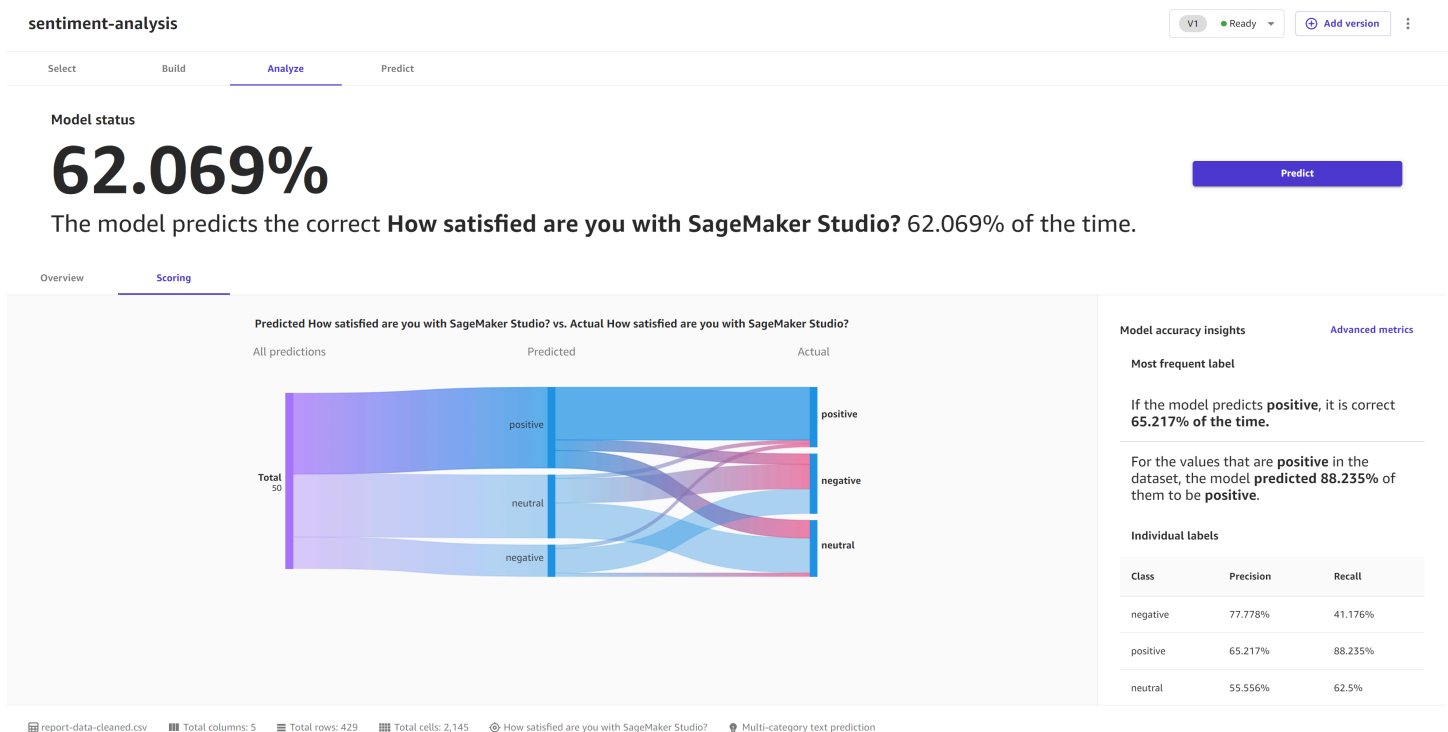 sentiment-analysis
V1 Ready Add version
Select Build Analyze Predict
Model status
62.069%
Predict
The model predicts the correct How satisfied are you with SageMaker Studio? 62.069% of the time.
Overview Scoring
Predicted How satisfied are you with SageMaker Studio? vs. Actual How satisfied are you with SageMaker Studio?
All predictions Predicted Actual
Total
50
positive
neutral
negative
positive
negative
neutral
Model accuracy insights Advanced metrics
Most frequent label
If the model predicts positive, it is correct
65.217% of the time.
For the values that are positive in the
dataset, the model predicted 88.235% of
them to be positive.
Individual labels
Class Precision Recall
negative 77.778% 41.176%
positive 65.217% 88.235%
neutral 55.556% 62.5%
report-data-cleaned.csv Total columns: 5 Total rows: 429 Total cells: 2,145 How satisfied are you with SageMaker Studio? Multi-category text prediction